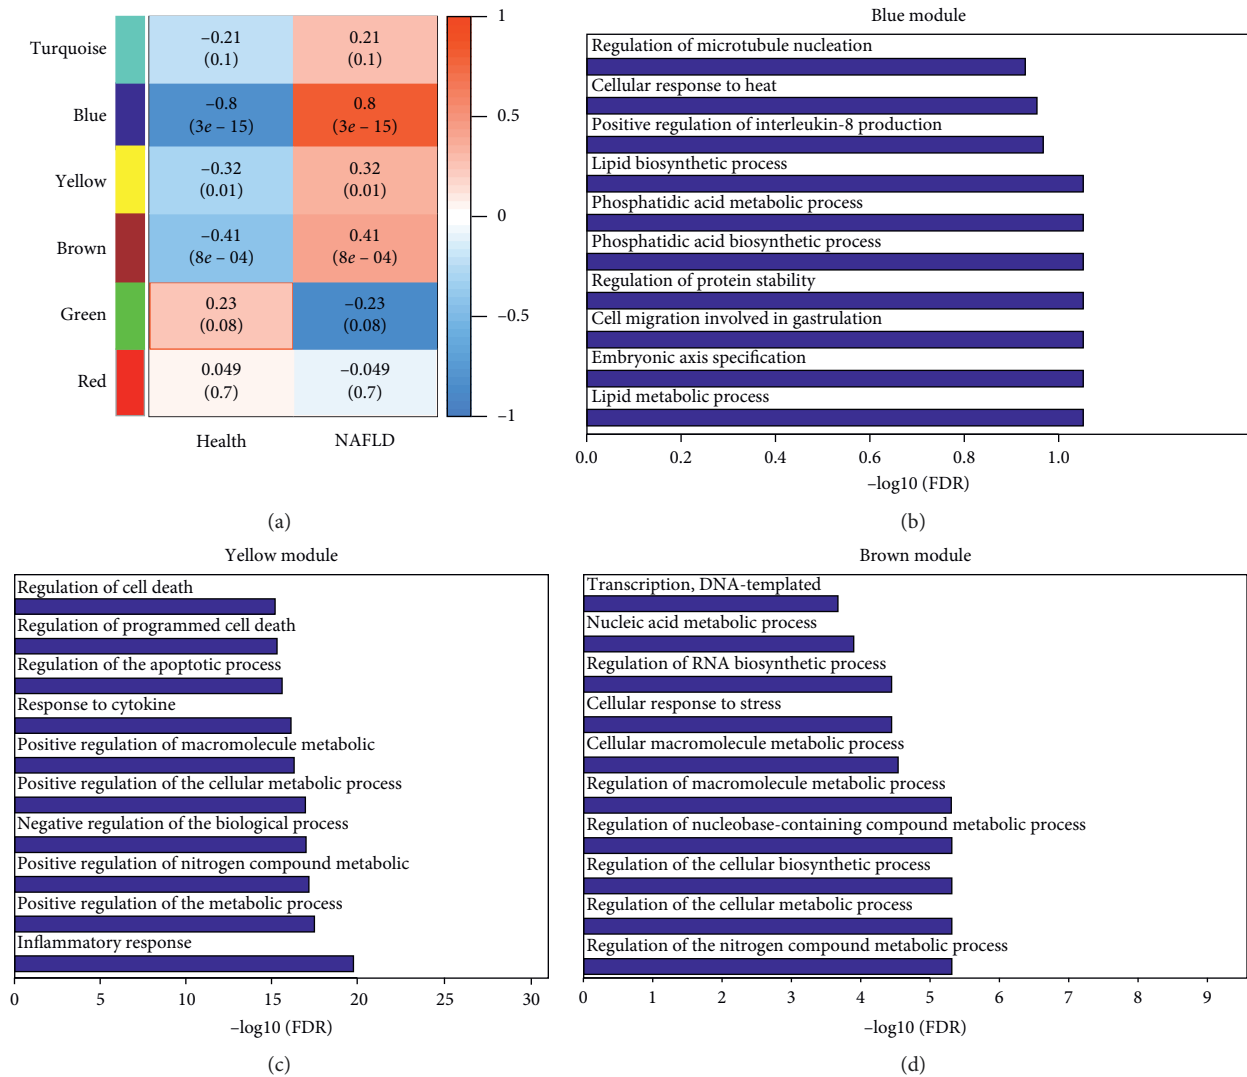 Turquoise
−0.21
(0.1)
0.21
(0.1)
Blue
−0.8
(3e − 15)
0.8
(3e − 15)
Yellow
−0.32
(0.01)
0.32
(0.01)
Brown
−0.41
(8e − 04)
0.41
(8e − 04)
Green
0.23
(0.08)
−0.23
(0.08)
Red
0.049
(0.7)
−0.049
(0.7)
Health
NAFLD
1
0.5
0
−0.5
−1
(a)
Blue module
Regulation of microtubule nucleation
Cellular response to heat
Positive regulation of interleukin-8 production
Lipid biosynthetic process
Phosphatidic acid metabolic process
Phosphatidic acid biosynthetic process
Regulation of protein stability
Cell migration involved in gastrulation
Embryonic axis specification
Lipid metabolic process
0.0 0.2 0.4 0.6 0.8 1.0
−log10 (FDR)
(b)
Yellow module
Regulation of cell death
Regulation of programmed cell death
Regulation of the apoptotic process
Response to cytokine
Positive regulation of macromolecule metabolic
Positive regulation of the cellular metabolic process
Negative regulation of the biological process
Positive regulation of nitrogen compound metabolic
Positive regulation of the metabolic process
Inflammatory response
0 5 10 15 20 25 30
−log10 (FDR)
(c)
Brown module
Transcription, DNA-templated
Nucleic acid metabolic process
Regulation of RNA biosynthetic process
Cellular response to stress
Cellular macromolecule metabolic process
Regulation of macromolecule metabolic process
Regulation of nucleobase-containing compound metabolic process
Regulation of the cellular biosynthetic process
Regulation of the cellular metabolic process
Regulation of the nitrogen compound metabolic process
0 1 2 3 4 5 6 7 8 9
−log10 (FDR)
(d)